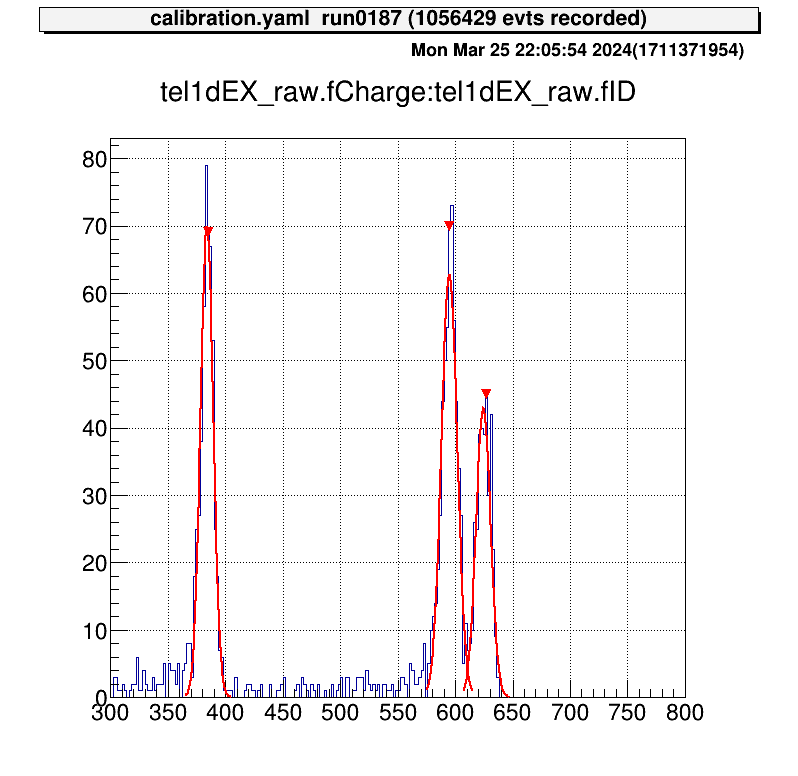 calibration.yaml run0187 (1056429 evts recorded)
Mon Mar 25 22:05:54 2024(1711371954)
tel1dEX_raw.fCharge:tel1dEX_raw.fID
80
70
60
50
40
30
20
10
0
300 350 400 450 500 550 600 650 700 750 800